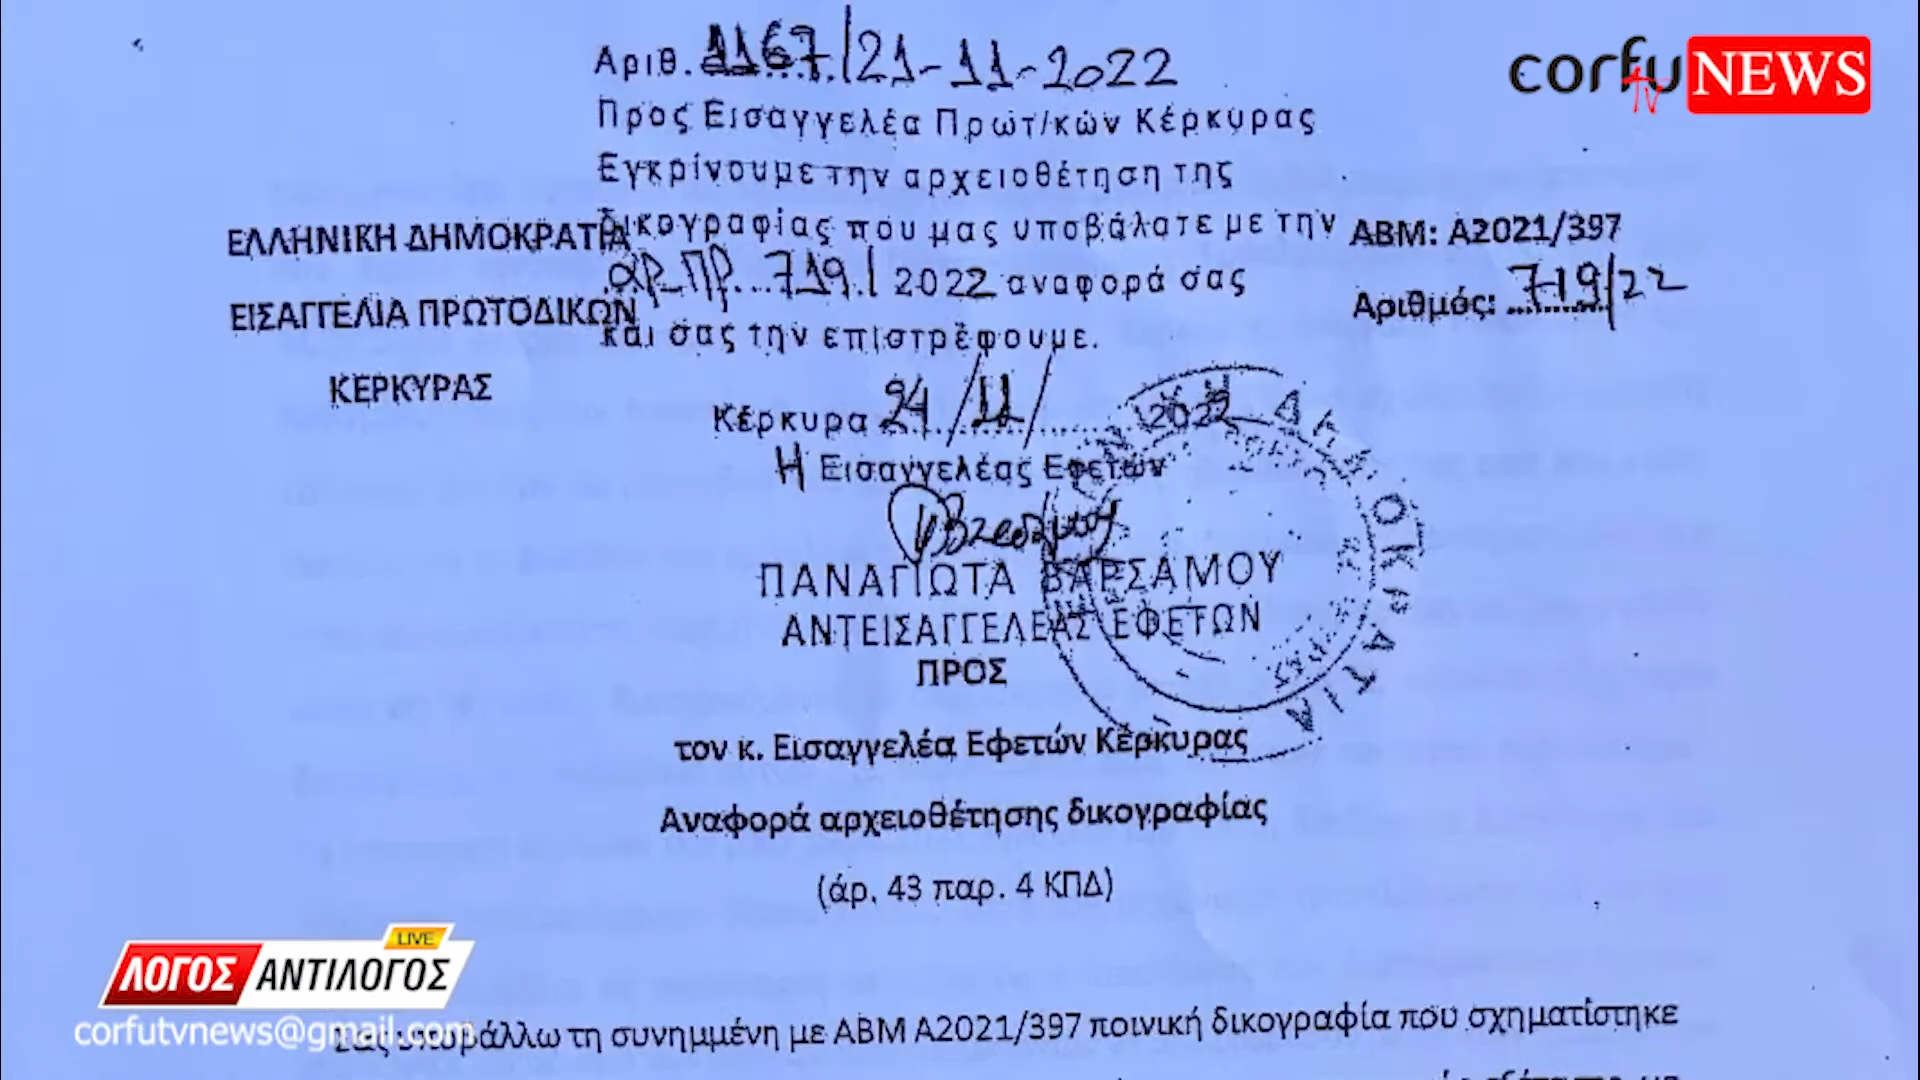 Αριθ. 1167/21-11-2022
Προς Εισαγγελέα Πρωτ/κών Κέρκυρας
Εγκρίνουμε την αρχειοθέτηση της
δικογραφίας που μας υποβάλατε με την
αρ. πρ. 719/2022 αναφορά σας
και σας την επιστρέφουμε.
Κέρκυρα 24/11/2022
Η Εισαγγελέας Εφετών
ΠΑΝΑΓΙΩΤΑ ΒΑΡΣΑΜΟΥ
ΑΝΤΕΙΣΑΓΓΕΛΕΑΣ ΕΦΕΤΩΝ
ΕΛΛΗΝΙΚΗ ΔΗΜΟΚΡΑΤΙΑ
ΕΙΣΑΓΓΕΛΙΑ ΠΡΩΤΟΔΙΚΩΝ
ΚΕΡΚΥΡΑΣ
ΑΒΜ: Α2021/397
Αριθμός: 719/22
ΔΗΜΟΚΡΑΤΙΑ
ΠΡΟΣ
τον κ. Εισαγγελέα Εφετών Κέρκυρας
Αναφορά αρχειοθέτησης δικογραφίας
(άρ. 43 παρ. 4 ΚΠΔ)
Σας υποβάλλω τη συνημμένη με ΑΒΜ Α2021/397 ποινική δικογραφία που σχηματίστηκε
corfu tv NEWS
LIVE
ΛΟΓΟΣ ΑΝΤΙΛΟΓΟΣ
corfutvnews@gmail.com